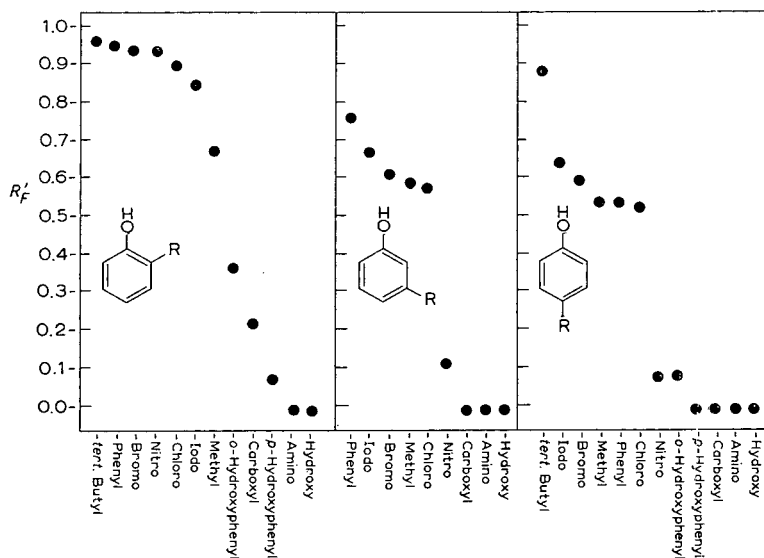 1.0-
0.9-
0.8-
0.7-
0.6-
0.5-
0.4-
0.3-
0.2-
0.1-
0.0-
R'F
H
O
R
H
O
R
H
O
R
-tert. Butyl
-Phenyl
-Bromo
-Nitro
-Chloro
-Iodo
-Methyl
-o-Hydroxyphenyl
-Carboxyl
-p-Hydroxyphenyl
-Amino
-Hydroxy
-Phenyl
-Iodo
-Bromo
-Methyl
-Chloro
-Nitro
-Carboxyl
-Amino
-Hydroxy
-tert. Butyl
-Iodo
-Bromo
-Methyl
-Phenyl
-Chloro
-Nitro
-o-Hydroxyphenyl
-p-Hydroxyphenyl
-Carboxyl
-Amino
-Hydroxy